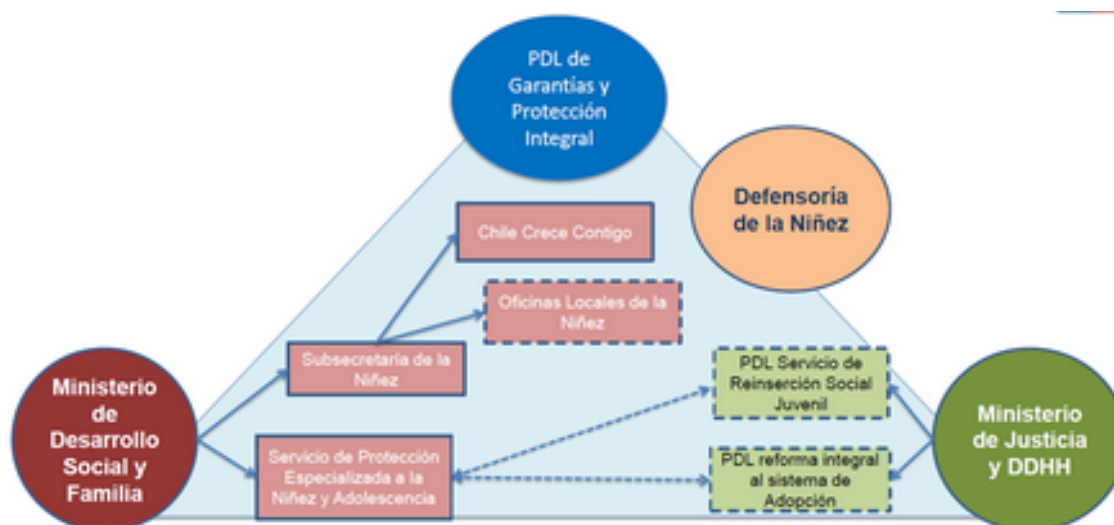 PDL de
Garantías y
Protección
Integral
Defensoría
de la Niñez
Chile Crece Contigo
Oficinas Locales de la
Niñez
Subsecretaría de la
Niñez
PDL Servicio de
Reinserción Social
Juvenil
Ministerio
de
Desarrollo
Social y
Familia
Ministerio
de Justicia
y DDHH
Servicio de Protección
Especializada a la
Niñez y Adolescencia
PDL reforma integral
al sistema de
Adopción